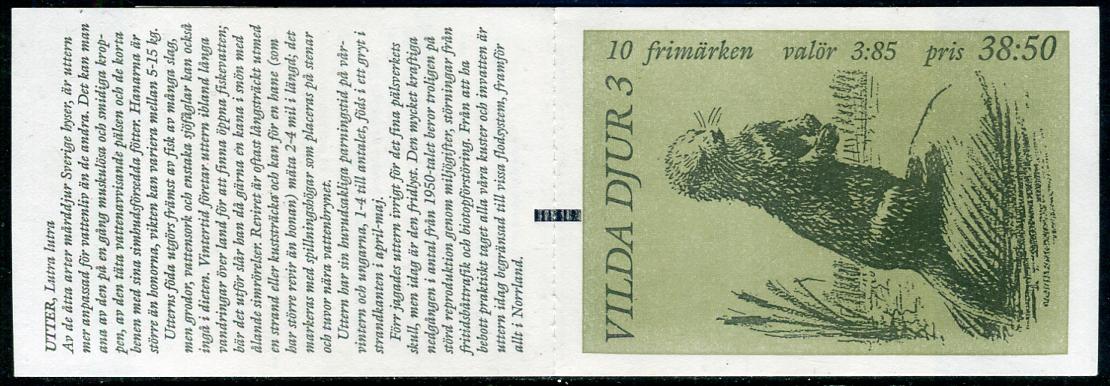 UTTER, Lutra lutra
Av de åtta arter mårddjur Sverige hyser, är uttern
mer anpassad för vattenliv än de andra. Det kan man
ana av den på en gång muskulösa och smidiga krop-
pen, av den täta vattenavvisande pälsen och de korta
benen med sina simhudförsedda fötter. Hanarna är
större än honorna, vikten kan variera mellan 5-15 kg.
Utterns föda utgörs främst av fisk av många slag,
men grodor, vattensork och enstaka sjöfåglar kan också
ingå i dieten. Vintertid företar uttern ibland långa
vandringar över land för att finna öppna fiskevatten;
bär det utför slår han då gärna en kana i snön med
ålande simrörelser. Reviret är oftast långsträckt utmed
en strand eller kuststräcka och kan för en hane (som
har större revir än honan) mäta 2-4 mil i längd; det
markeras med spillningshögar som placeras på stenar
och tuvor nära vattenbrynet.
Uttern har sin huvudsakliga parningstid på vår-
vintern och ungarna, 1-4 till antalet, föds i ett gryt i
strandkanten i april-maj.
Förr jagades uttern ivrigt för det fina pälsverkets
skull, men idag är den fridlyst. Den mycket kraftiga
nedgången i antal från 1950-talet beror troligen på
störd reproduktion genom miljögifter, störningar från
fritidsbåttrafik och biotopförstöring. Från att ha
bebott praktiskt taget alla våra kuster och invatten är
uttern idag begränsad till vissa flodsystem, framför
allt i Norrland.
10 frimärken valör 3:85 pris 38:50
VILDA DJUR 3